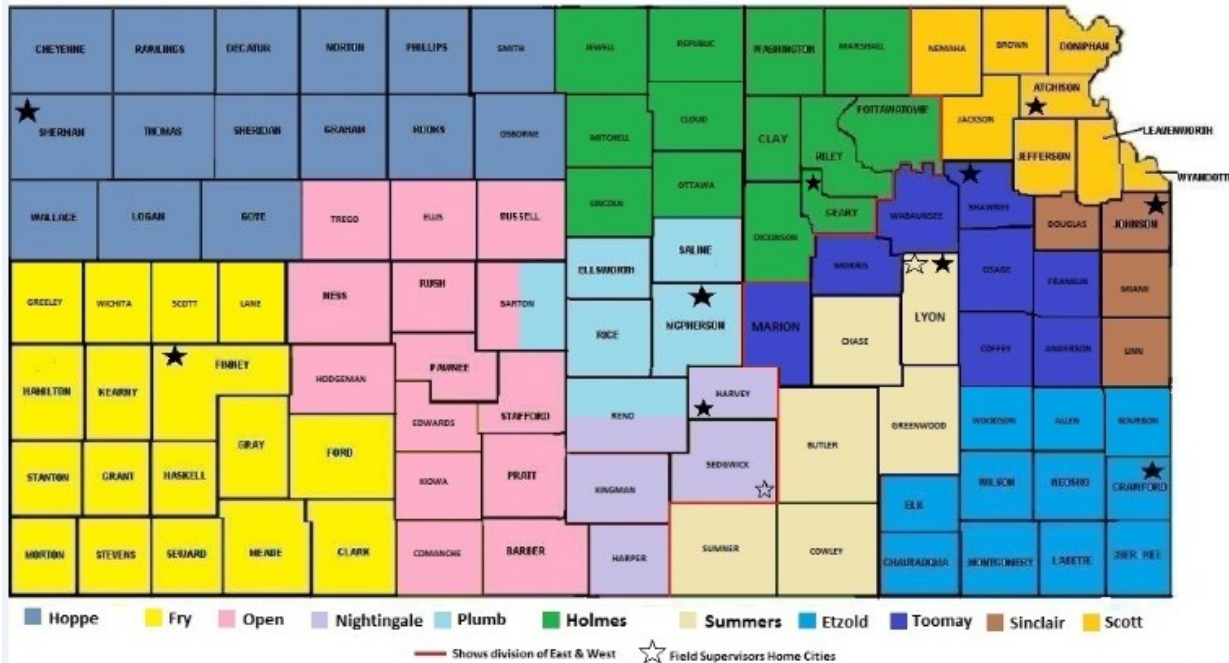 CHEYENNE RAWLINGS DECATUR NORTON PHILLIPS SMITH JEWELL REPUBLIC WASHINGTON MARSHALL NEMAHA BROWN DONIPHAN
ATCHISON
SHERMAN THOMAS SHERIDAN GRAHAM ROOKS OSBORNE MITCHELL CLOUD CLAY RILEY POTTAWATOMIE JACKSON
LEAVENWORTH
JEFFERSON
WYANDOTTE
WALLACE LOGAN GOVE TREGO ELLIS RUSSELL LINCOLN OTTAWA DICKINSON GEARY WABAUNSEE SHAWNEE DOUGLAS JOHNSON
ELLSWORTH SALINE MORRIS OSAGE FRANKLIN MIAMI
GREELEY WICHITA SCOTT LANE NESS RUSH BARTON RICE MCPHERSON MARION CHASE LYON COFFEY ANDERSON LINN
HAMILTON KEARNY FINNEY HODGEMAN PAWNEE STAFFORD RENO HARVEY
GRAY FORD EDWARDS SEDGWICK BUTLER GREENWOOD WOODSON ALLEN BOURBON
STANTON GRANT HASKELL KIOWA PRATT KINGMAN ELK WILSON NEOSHO CRAWFORD
MORTON STEVENS SEWARD MEADE CLARK COMANCHE BARBER HARPER SUMNER COWLEY CHAUTAUQUA MONTGOMERY LABETTE
Hoppe Fry Open Nightingale Plumb Holmes Summers Etzold Toomay Sinclair Scott
Shows division of East & West Field Supervisors Home Cities